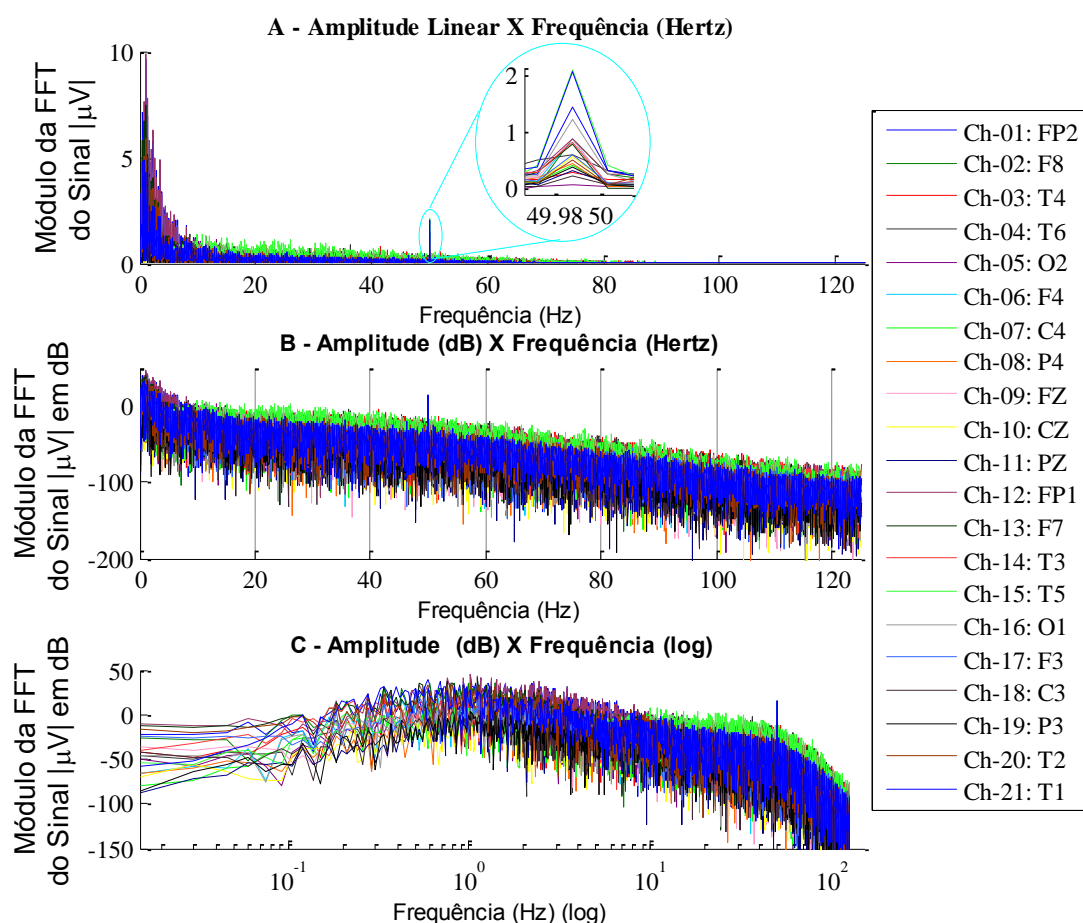 A - Amplitude Linear X Frequência (Hertz)
Módulo da FFT
do Sinal |μV|
10
5
0
2
1
0
49.98 50
0 20 40 60 80 100 120
Frequência (Hz)
B - Amplitude (dB) X Frequência (Hertz)
Módulo da FFT
do Sinal |μV| em dB
0
-100
-200
0 20 40 60 80 100 120
Frequência (Hz)
C - Amplitude (dB) X Frequência (log)
Módulo da FFT
do Sinal |μV| em dB
50
0
-50
-100
-150
10⁻¹ 10⁰ 10¹ 10²
Frequência (Hz) (log)
Ch-01: FP2
Ch-02: F8
Ch-03: T4
Ch-04: T6
Ch-05: O2
Ch-06: F4
Ch-07: C4
Ch-08: P4
Ch-09: FZ
Ch-10: CZ
Ch-11: PZ
Ch-12: FP1
Ch-13: F7
Ch-14: T3
Ch-15: T5
Ch-16: O1
Ch-17: F3
Ch-18: C3
Ch-19: P3
Ch-20: T2
Ch-21: T1